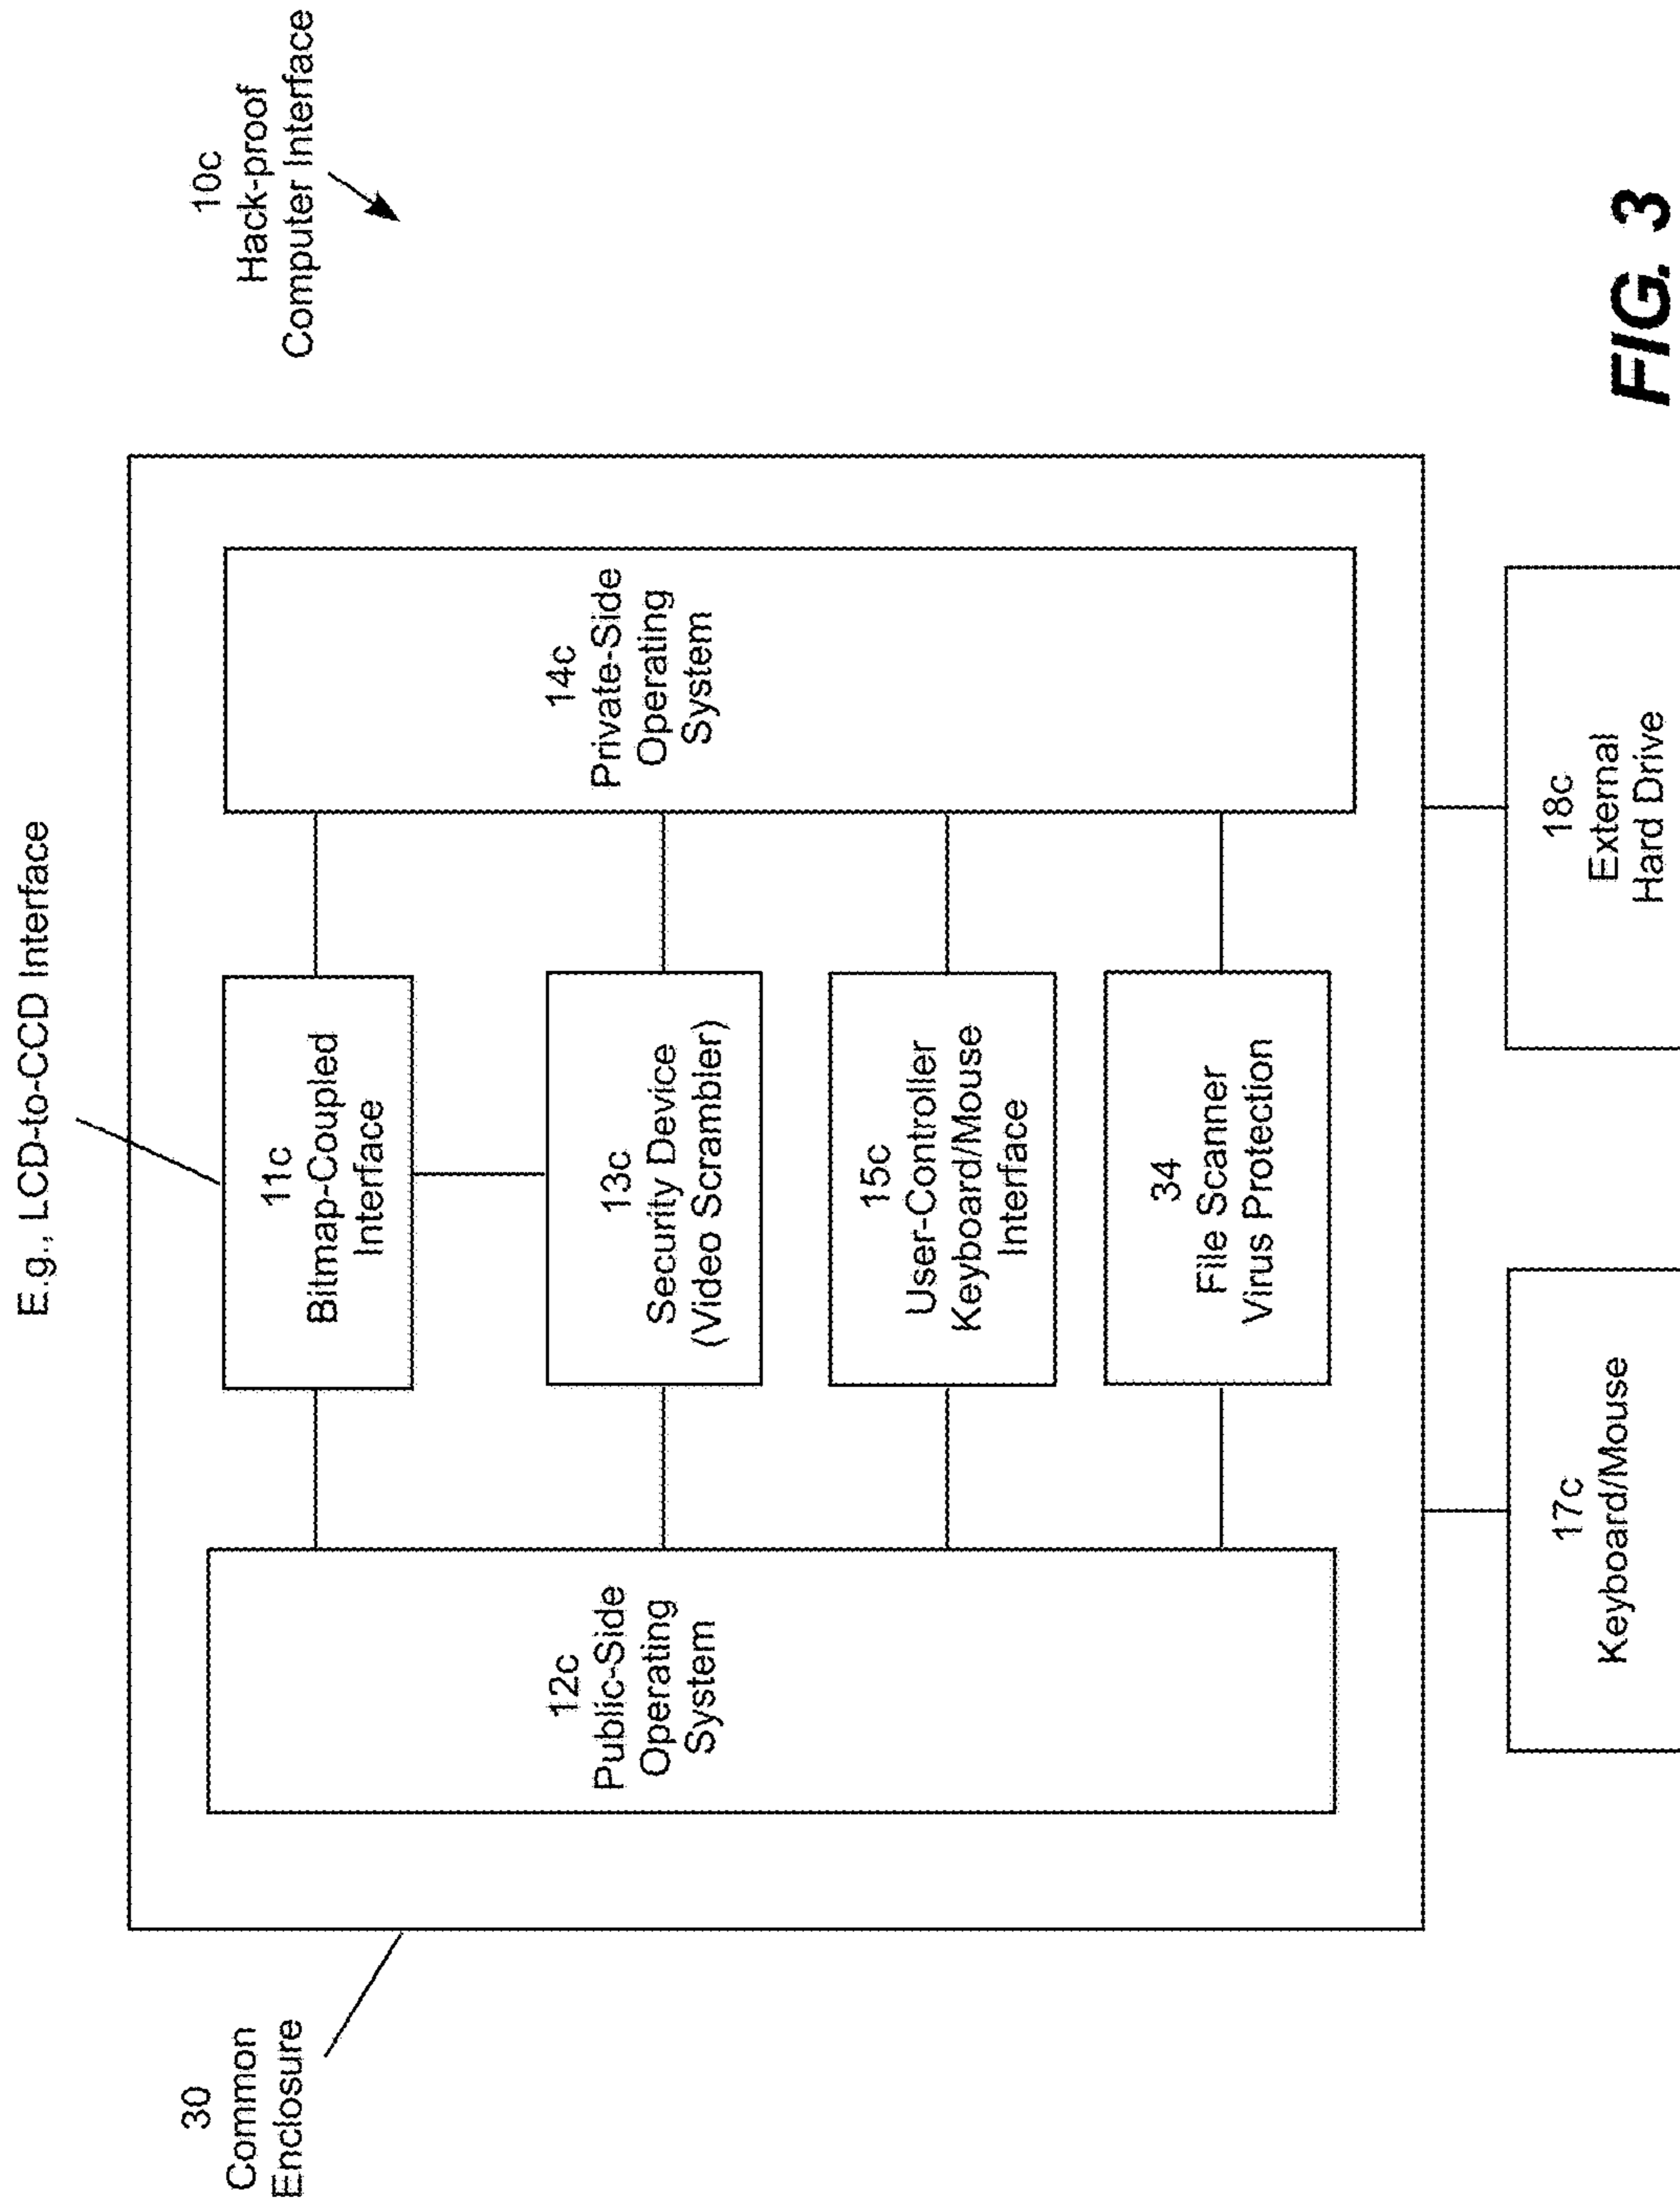 E.g., LCD-to-CCD Interface
10c
Hack-proof
Computer Interface
30
Common
Enclosure
12c
Public-Side
Operating
System
11c
Bitmap-Coupled
Interface
13c
Security Device
(Video Scrambler)
15c
User-Controller
Keyboard/Mouse
Interface
34
File Scanner
Virus Protection
14c
Private-Side
Operating
System
17c
Keyboard/Mouse
18c
External
Hard Drive
FIG. 3